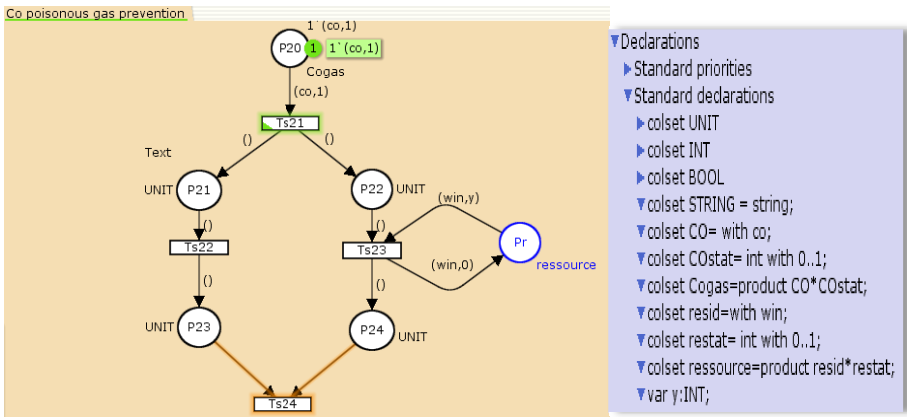 Co poisonous gas prevention
1`(co,1)
P20 1 1`(co,1)
Cogas
(co,1)
Ts21
() ()
Text
UNIT P21
P22 UNIT
(win,y)
() ()
Ts22
Ts23
Pr
ressource
(win,0)
() ()
UNIT P23
P24 UNIT
Ts24
Declarations
Standard priorities
Standard declarations
colset UNIT
colset INT
colset BOOL
colset STRING = string;
colset CO= with co;
colset COstat= int with 0..1;
colset Cogas=product CO*COstat;
colset resid=with win;
colset restat= int with 0..1;
colset ressource=product resid*restat;
var y:INT;